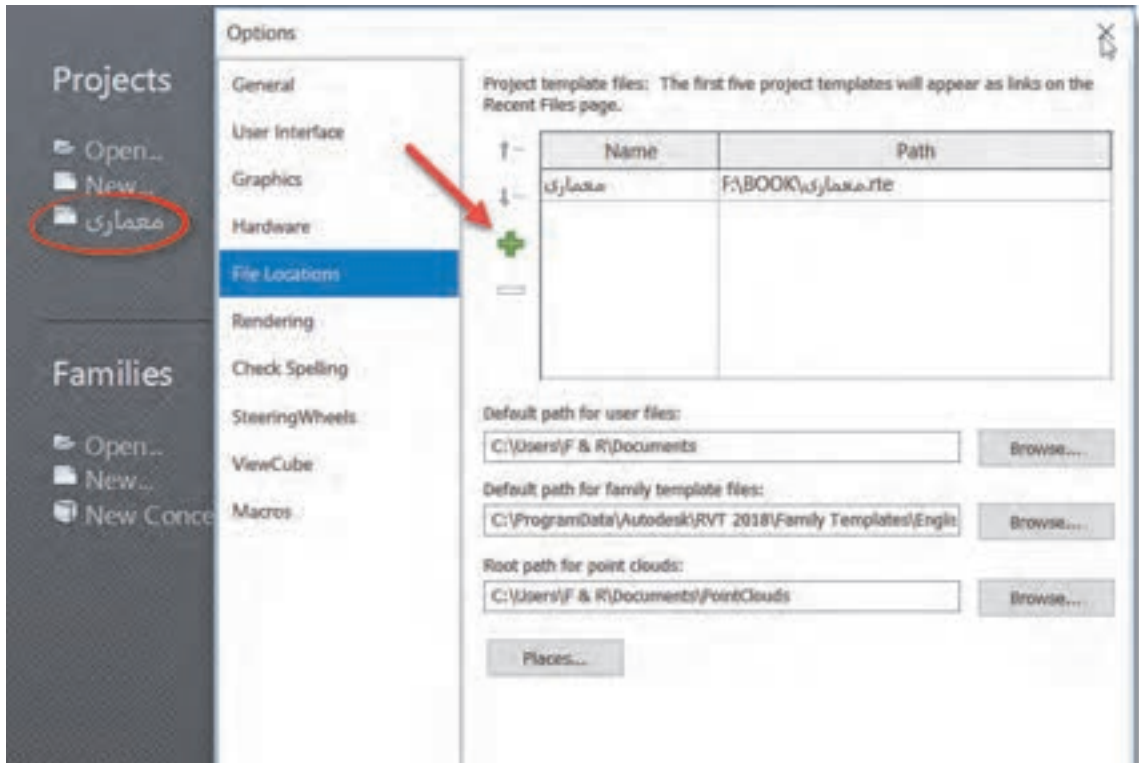 Projects
Open...
New...
معماری
Families
Open...
New...
New Conce
Options
General
User Interface
Graphics
Hardware
File Locations
Rendering
Check Spelling
SteeringWheels
ViewCube
Macros
Project template files: The first five project templates will appear as links on the
Recent Files page.
Name Path
معماری F:\BOOK\معماری.rte
Default path for user files:
C:\Users\F & R\Documents Browse...
Default path for family template files:
C:\ProgramData\Autodesk\RVT 2018\Family Templates\Englis Browse...
Root path for point clouds:
C:\Users\F & R\Documents\PointClouds Browse...
Places...